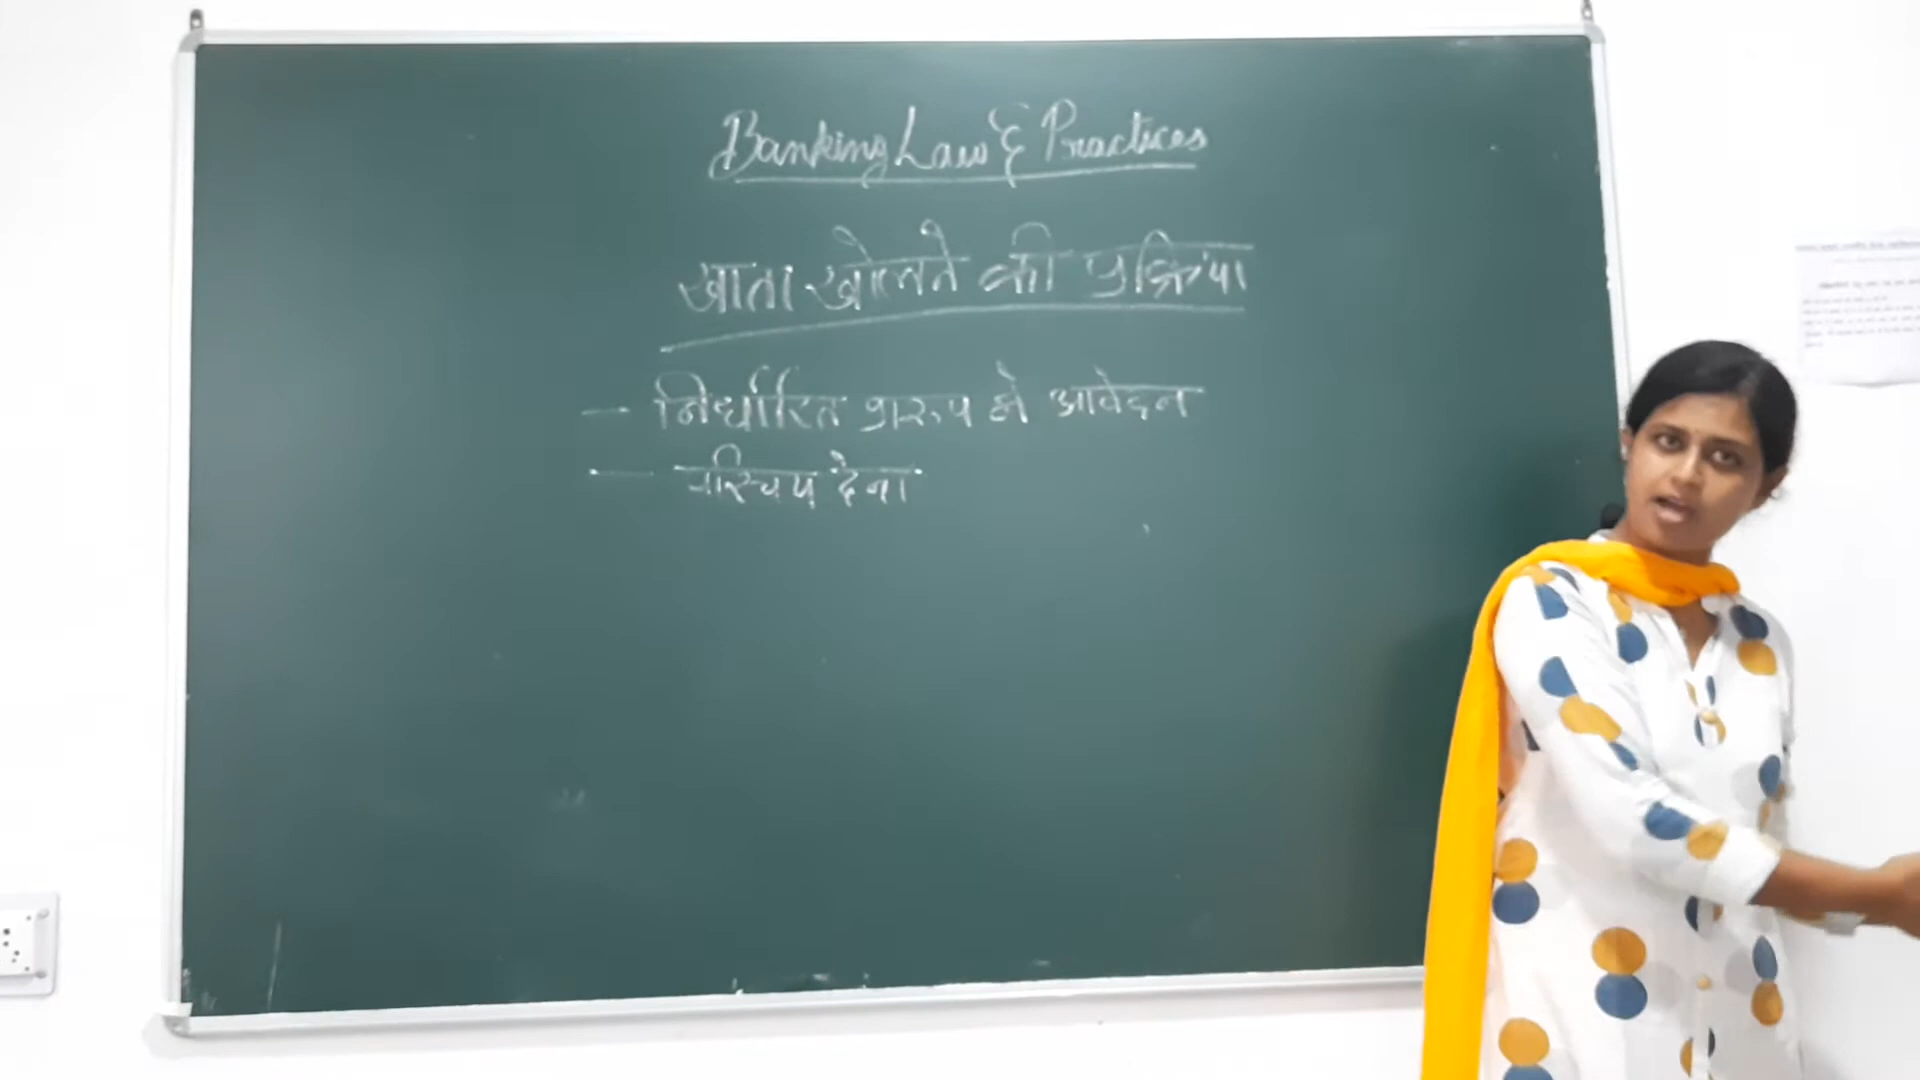 Banking Law & Practices
खाता खोलने की प्रक्रिया
— निर्धारित प्रारूप में आवेदन
— परिचय देना